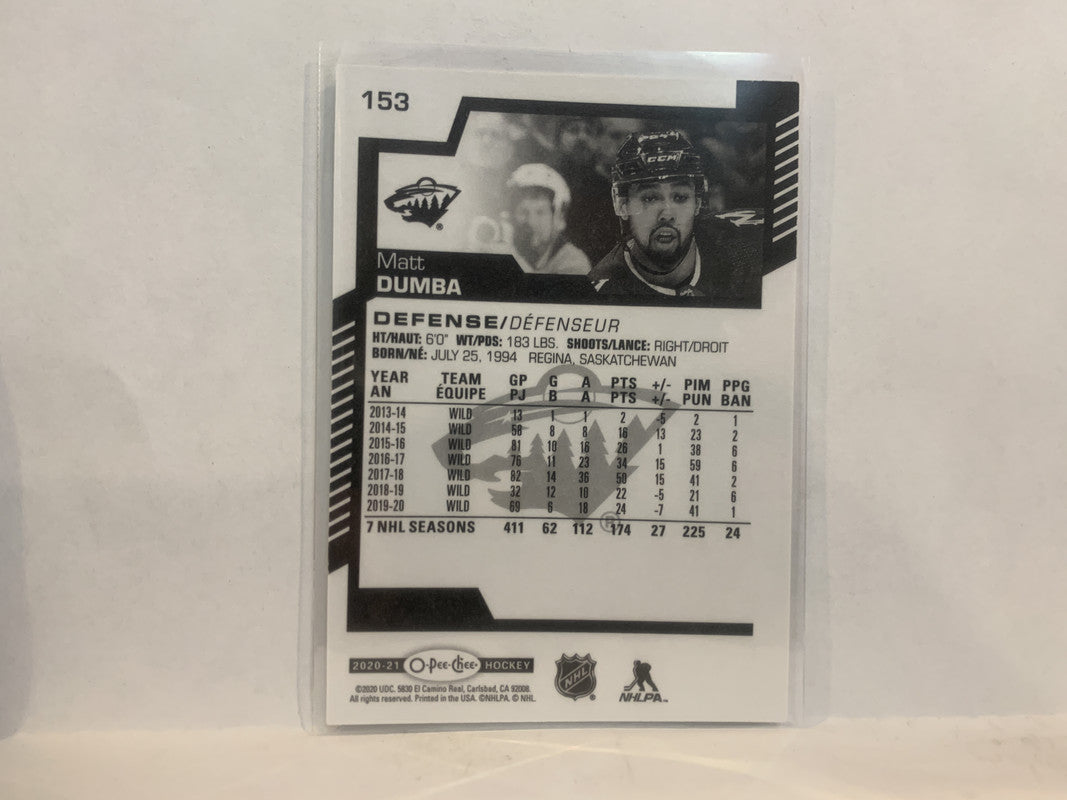 153
CCM
Matt
DUMBA
DEFENSE/DÉFENSEUR
HT/HAUT: 6'0" WT/PDS: 183 LBS. SHOOTS/LANCE: RIGHT/DROIT
BORN/NÉ: JULY 25, 1994 REGINA, SASKATCHEWAN
YEAR TEAM GP G A PTS +/- PIM PPG
AN ÉQUIPE PJ B A PTS +/- PUN BAN
2013-14 WILD 13 1 1 2 -5 2 1
2014-15 WILD 58 8 8 16 13 23 2
2015-16 WILD 81 10 16 26 1 38 6
2016-17 WILD 76 11 23 34 15 59 6
2017-18 WILD 82 14 36 50 15 41 2
2018-19 WILD 32 12 10 22 -5 21 6
2019-20 WILD 69 6 18 24 -7 41 1
7 NHL SEASONS 411 62 112 174 27 225 24
2020-21 O-Pee-Chee HOCKEY
NHL
NHLPA™
©2020 UDC. 5830 El Camino Real, Carlsbad, CA 92008.
All rights reserved. Printed in the USA. ©NHLPA. © NHL.